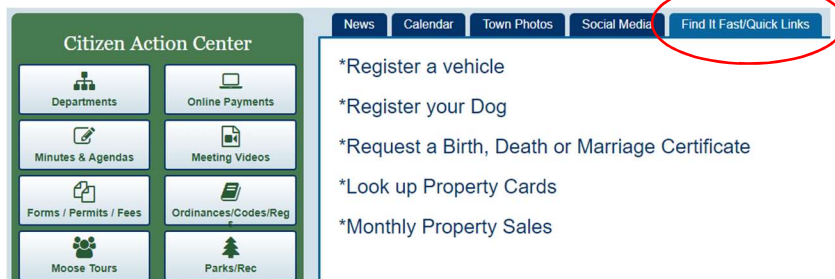 Citizen Action Center
Departments
Online Payments
Minutes & Agendas
Meeting Videos
Forms / Permits / Fees
Ordinances/Codes/Reg
s
Moose Tours
Parks/Rec
News
Calendar
Town Photos
Social Media
Find It Fast/Quick Links
*Register a vehicle
*Register your Dog
*Request a Birth, Death or Marriage Certificate
*Look up Property Cards
*Monthly Property Sales